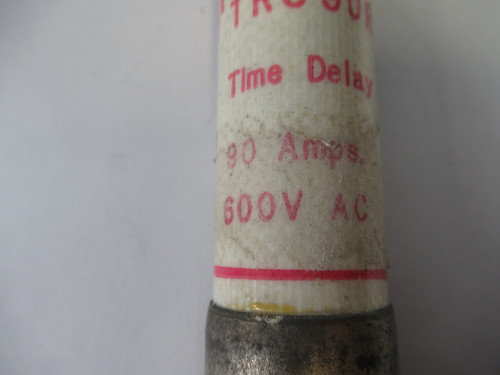 Time Delay
90 Amps.
600V AC